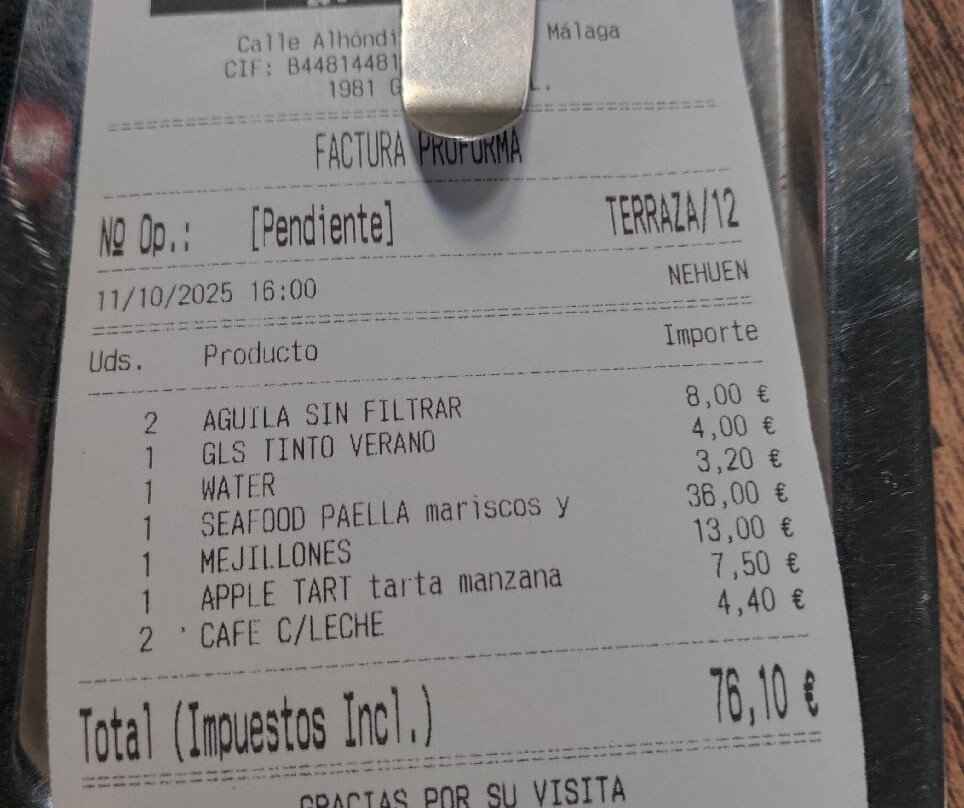 Calle Alhóndi Málaga
CIF: B44814481
1981 G L.
FACTURA PROFORMA
Nº Op.: [Pendiente] TERRAZA/12
11/10/2025 16:00 NEHUEN
Uds. Producto Importe
2 AGUILA SIN FILTRAR 8,00 €
1 GLS TINTO VERANO 4,00 €
1 WATER 3,20 €
1 SEAFOOD PAELLA mariscos y 36,00 €
1 MEJILLONES 13,00 €
1 APPLE TART tarta manzana 7,50 €
2 CAFE C/LECHE 4,40 €
Total (Impuestos Incl.) 76,10 €
GRACIAS POR SU VISITA